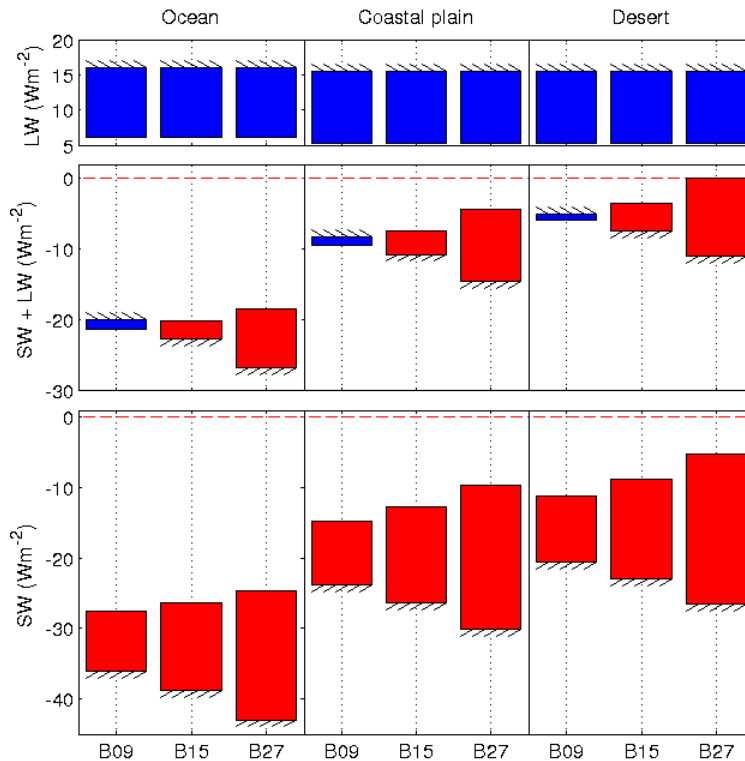 Ocean Coastal plain Desert
LW (Wm-2)
20
15
10
5
SW + LW (Wm-2)
0
-10
-20
-30
SW (Wm-2)
0
-10
-20
-30
-40
B09 B15 B27 B09 B15 B27 B09 B15 B27